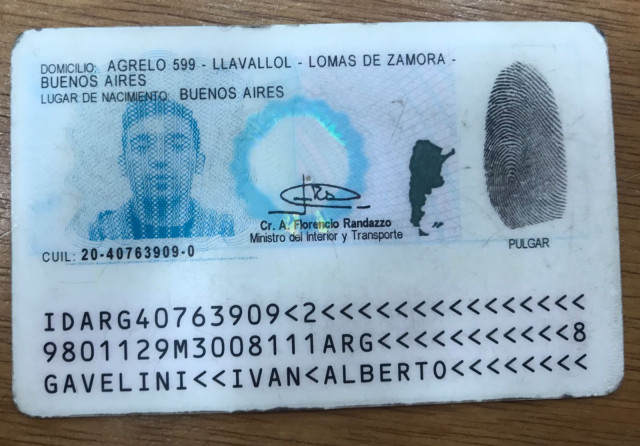 DOMICILIO: AGRELO 599 - LLAVALLOL - LOMAS DE ZAMORA -
BUENOS AIRES
LUGAR DE NACIMIENTO: BUENOS AIRES
Cr. A. Florencio Randazzo
Ministro del Interior y Transporte
PULGAR
CUIL: 20-40763909-0
IDARG40763909<2<<<<<<<<<<<<<<<
9801129M3008111ARG<<<<<<<<<<<8
GAVELINI<<IVAN<ALBERTO<<<<<<<<